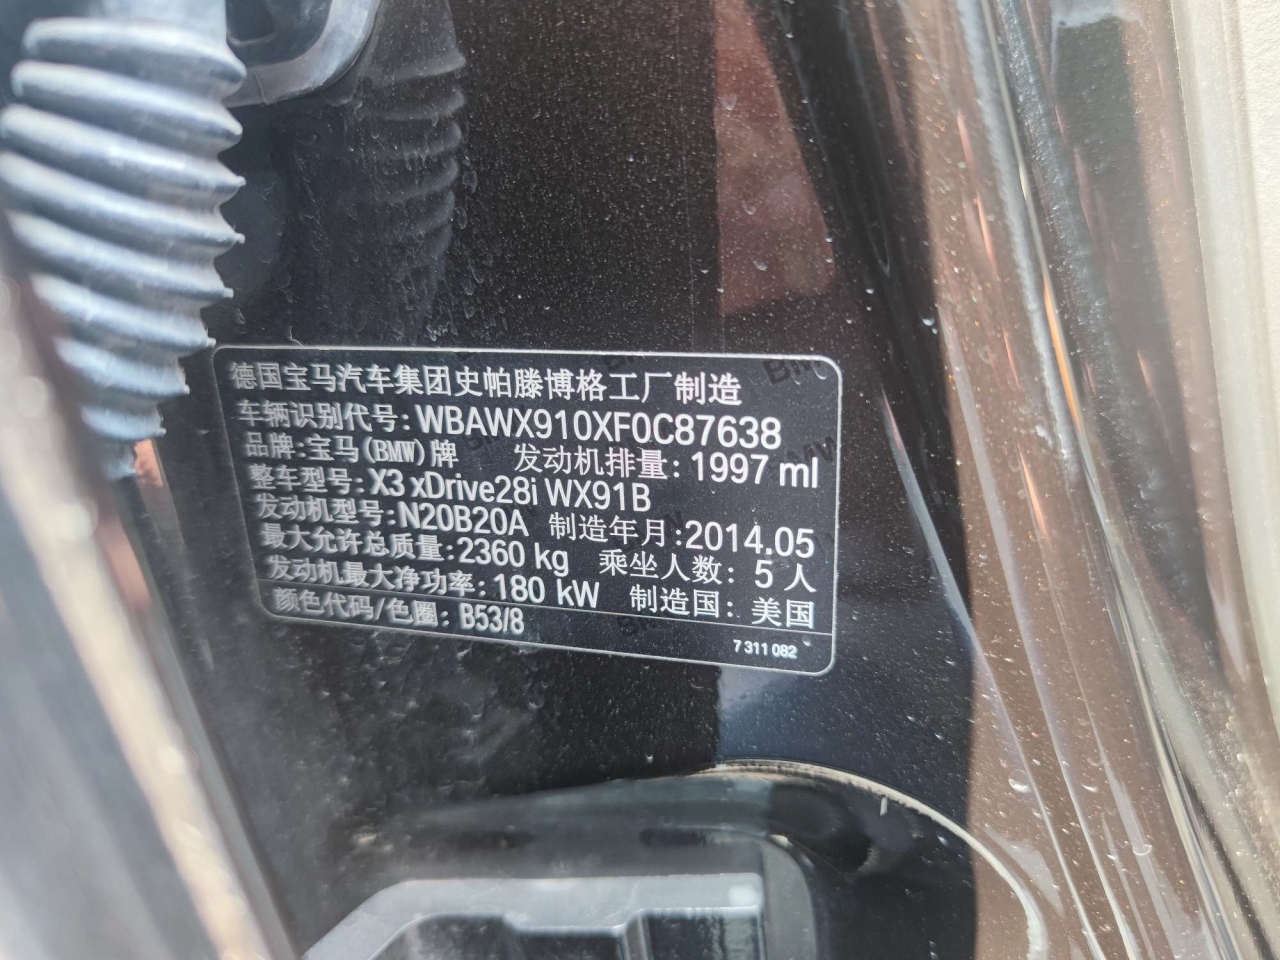 德国宝马汽车集团史帕滕博格工厂制造
车辆识别代号: WBAWX910XF0C87638
品牌: 宝马(BMW)牌 发动机排量: 1997 ml
整车型号: X3 xDrive28i WX91B
发动机型号: N20B20A 制造年月: 2014.05
最大允许总质量: 2360 kg 乘坐人数: 5 人
发动机最大净功率: 180 kW 制造国: 美国
颜色代码/色圈: B53/8
7 311 082